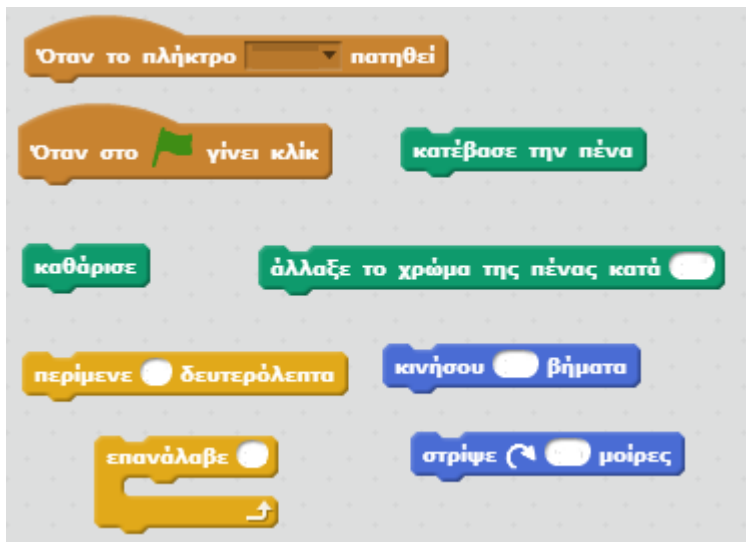 Όταν το πλήκτρο πατηθεί
Όταν στο γίνει κλίκ
κατέβασε την πένα
καθάρισε
άλλαξε το χρώμα της πένας κατά
περίμενε δευτερόλεπτα
κινήσου βήματα
επανάλαβε
στρίψε μοίρες